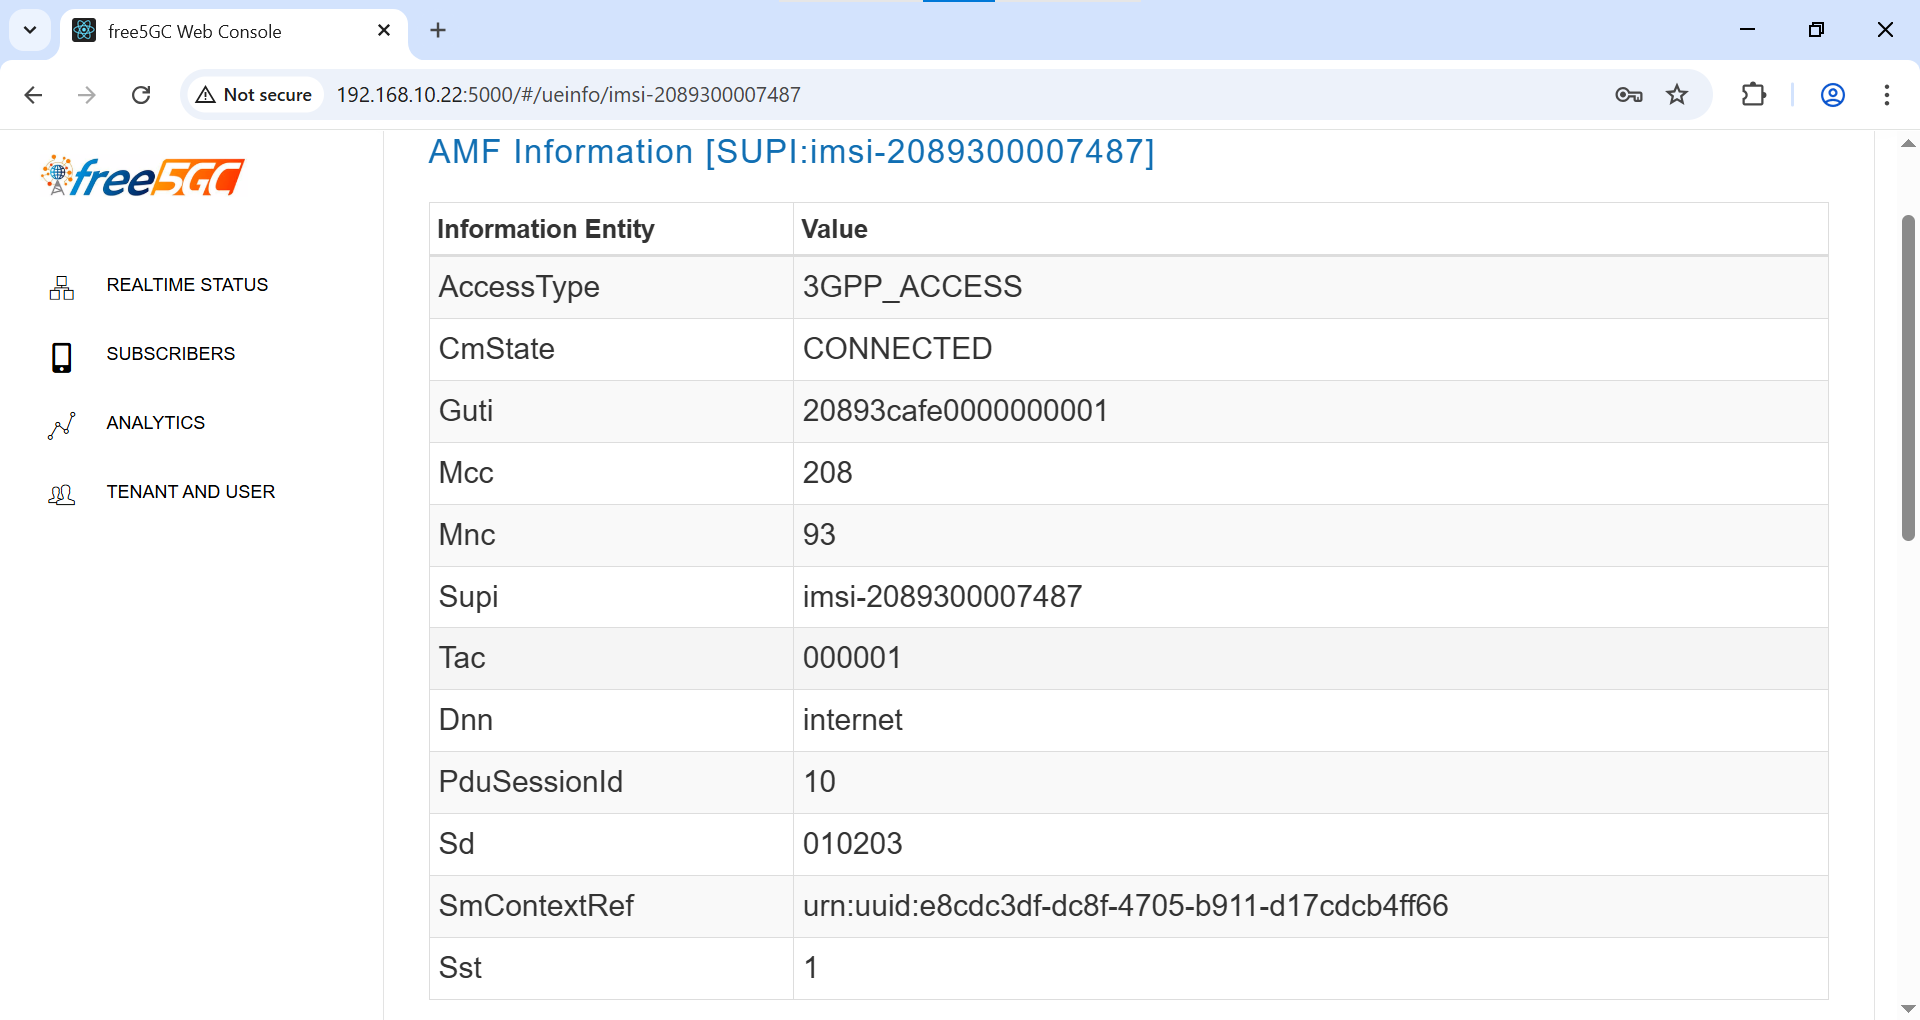 free5GC Web Console
Not secure
192.168.10.22:5000/#/ueinfo/imsi-2089300007487
free5GC
REALTIME STATUS
SUBSCRIBERS
ANALYTICS
TENANT AND USER
AMF Information [SUPI:imsi-2089300007487]
Information Entity Value
AccessType 3GPP_ACCESS
CmState CONNECTED
Guti 20893cafe0000000001
Mcc 208
Mnc 93
Supi imsi-2089300007487
Tac 000001
Dnn internet
PduSessionId 10
Sd 010203
SmContextRef urn:uuid:e8cdc3df-dc8f-4705-b911-d17cdcb4ff66
Sst 1